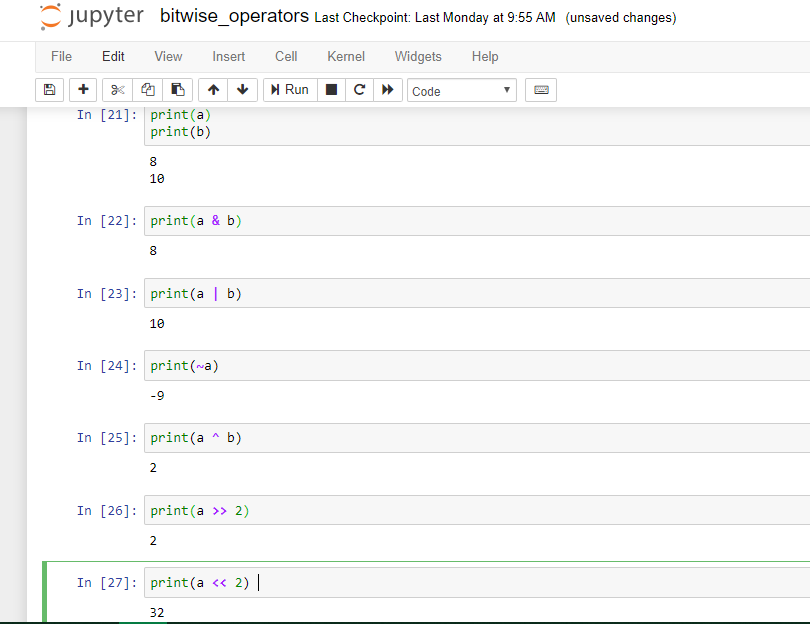 jupyter bitwise_operators Last Checkpoint: Last Monday at 9:55 AM (unsaved changes)
File Edit View Insert Cell Kernel Widgets Help
Run Code
In [21]: print(a)
print(b)
8
10
In [22]: print(a & b)
8
In [23]: print(a | b)
10
In [24]: print(~a)
-9
In [25]: print(a ^ b)
2
In [26]: print(a >> 2)
2
In [27]: print(a << 2)
32